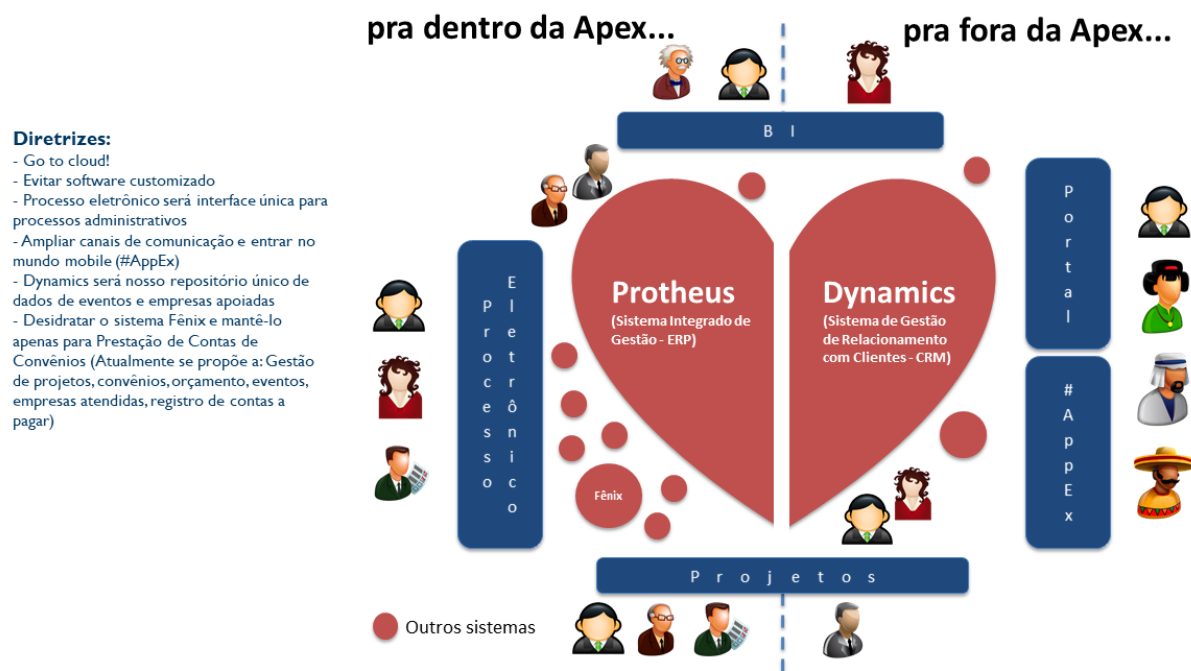 pra dentro da Apex...
pra fora da Apex...
Diretrizes:
- Go to cloud!
- Evitar software customizado
- Processo eletrônico será interface única para
processos administrativos
- Ampliar canais de comunicação e entrar no
mundo mobile (#AppEx)
- Dynamics será nosso repositório único de
dados de eventos e empresas apoiadas
- Desidratar o sistema Fênix e mantê-lo
apenas para Prestação de Contas de
Convênios (Atualmente se propõe a: Gestão
de projetos, convênios, orçamento, eventos,
empresas atendidas, registro de contas a
pagar)
BI
Processo Eletrônico
Protheus
(Sistema Integrado de
Gestão - ERP)
Dynamics
(Sistema de Gestão
de Relacionamento
com Clientes - CRM)
Portal
#AppEx
Fênix
Projetos
Outros sistemas